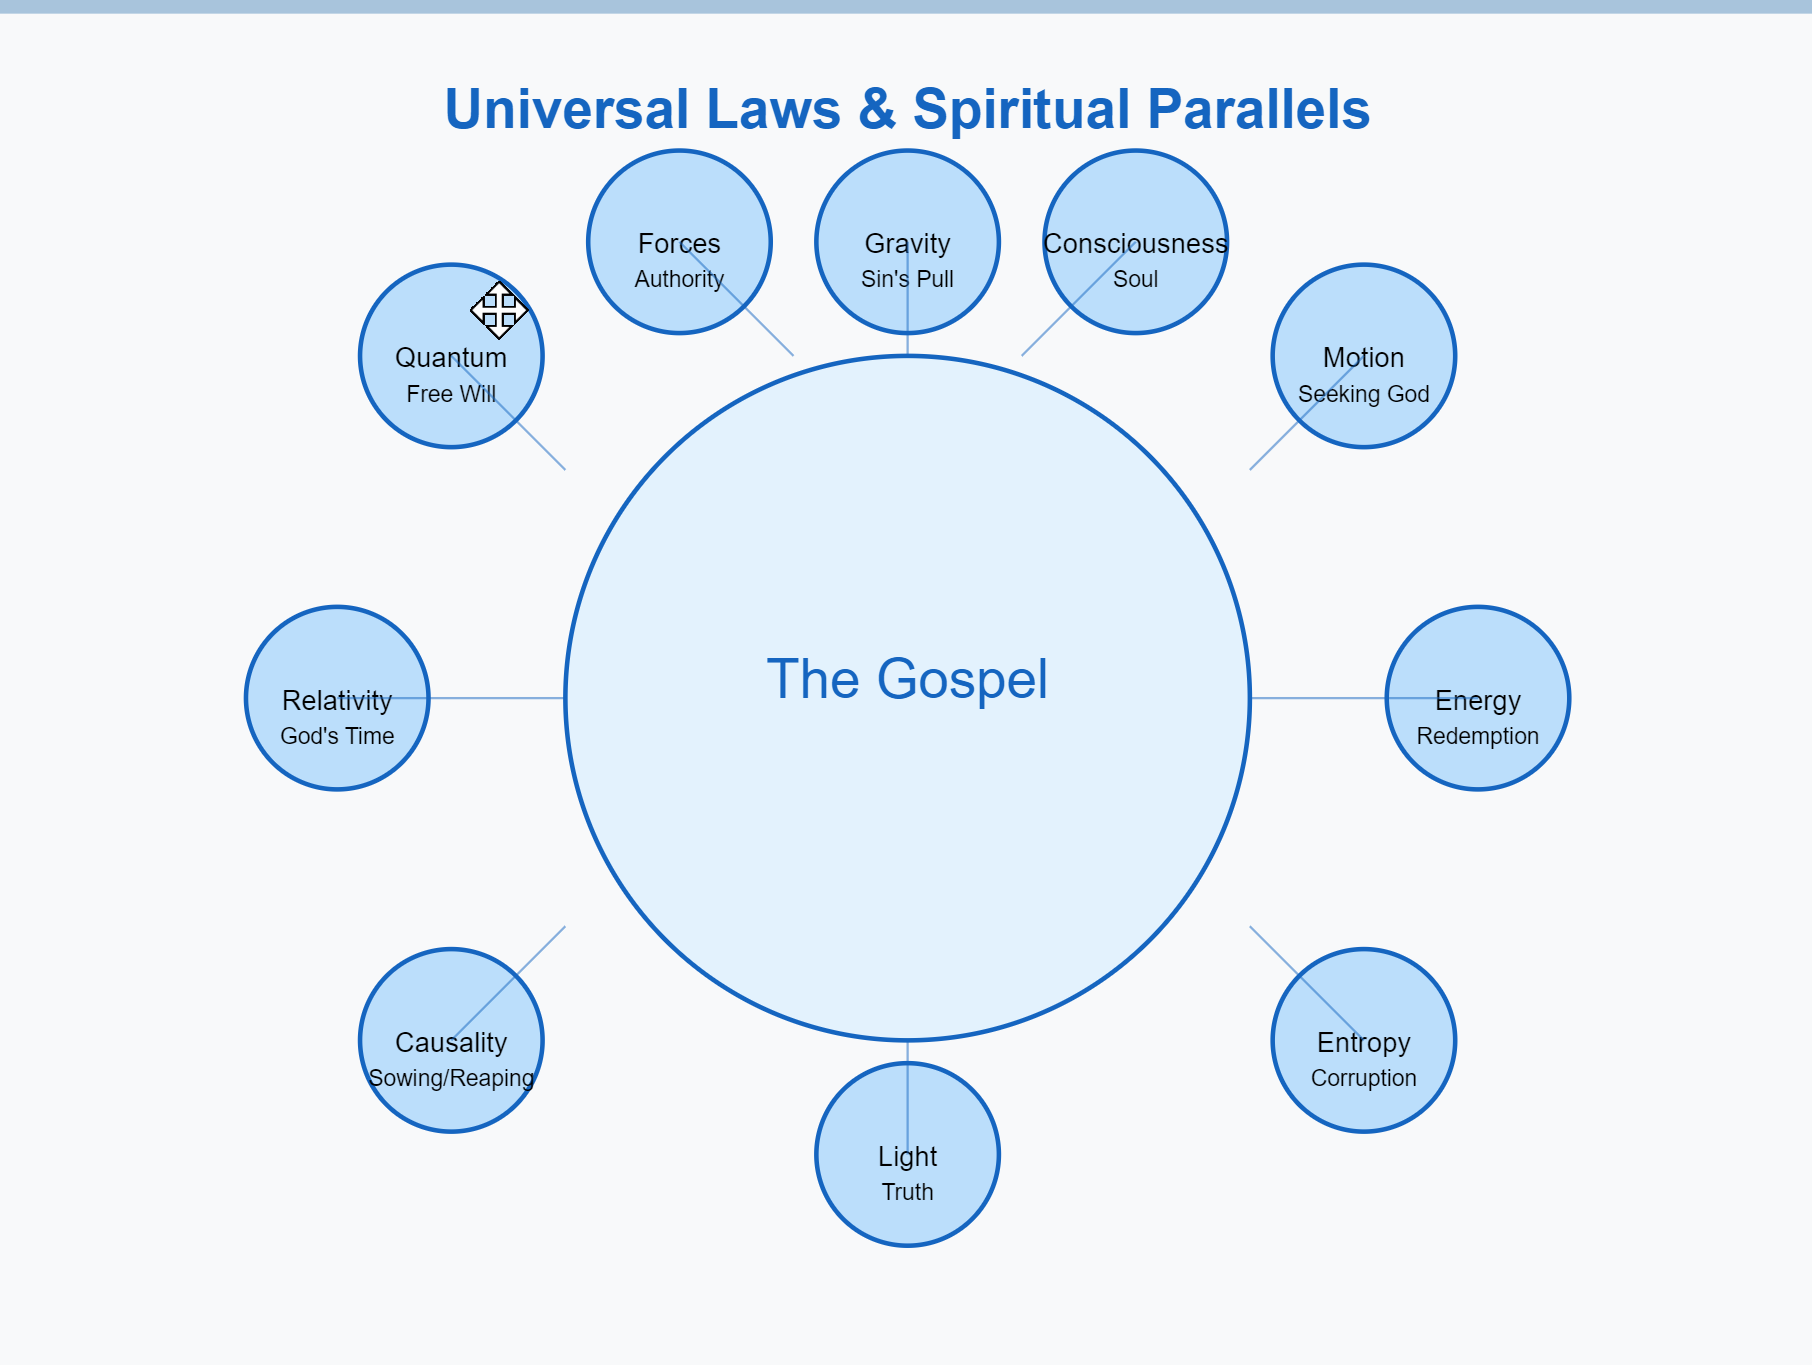 Universal Laws & Spiritual Parallels
Forces
Authority
Gravity
Sin's Pull
Consciousness
Soul
Quantum
Free Will
Motion
Seeking God
The Gospel
Relativity
God's Time
Energy
Redemption
Causality
Sowing/Reaping
Entropy
Corruption
Light
Truth